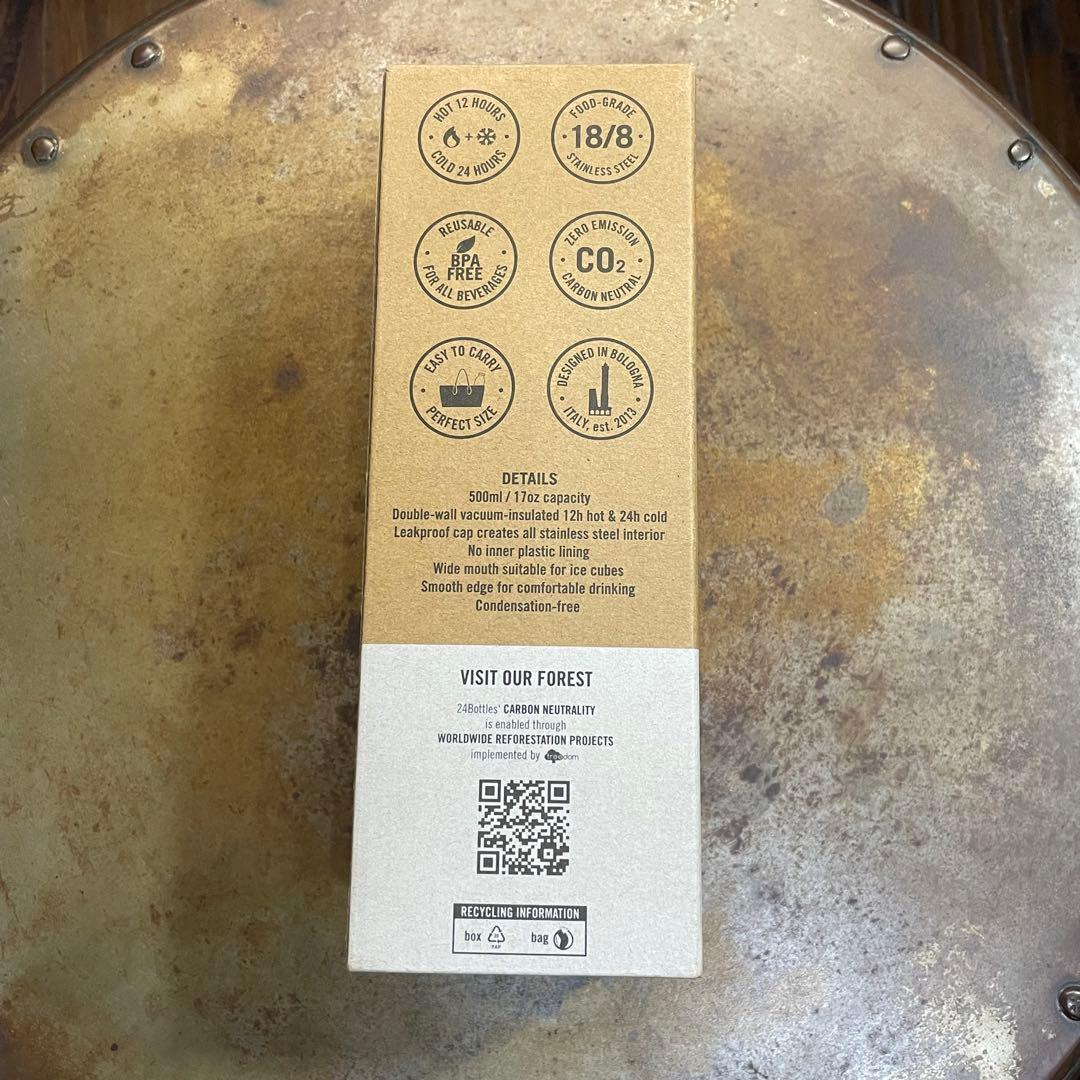 HOT 12 HOURS
+
COLD 24 HOURS
FOOD-GRADE
18/8
STAINLESS STEEL
REUSABLE
BPA
FREE
FOR ALL BEVERAGES
ZERO EMISSION
CO₂
CARBON NEUTRAL
EASY TO CARRY
PERFECT SIZE
DESIGNED IN BOLOGNA
ITALY, est. 2013
DETAILS
500ml / 17oz capacity
Double-wall vacuum-insulated 12h hot & 24h cold
Leakproof cap creates all stainless steel interior
No inner plastic lining
Wide mouth suitable for ice cubes
Smooth edge for comfortable drinking
Condensation-free
VISIT OUR FOREST
24Bottles' CARBON NEUTRALITY
is enabled through
WORLDWIDE REFORESTATION PROJECTS
implemented by treedom
RECYCLING INFORMATION
box PAP bag